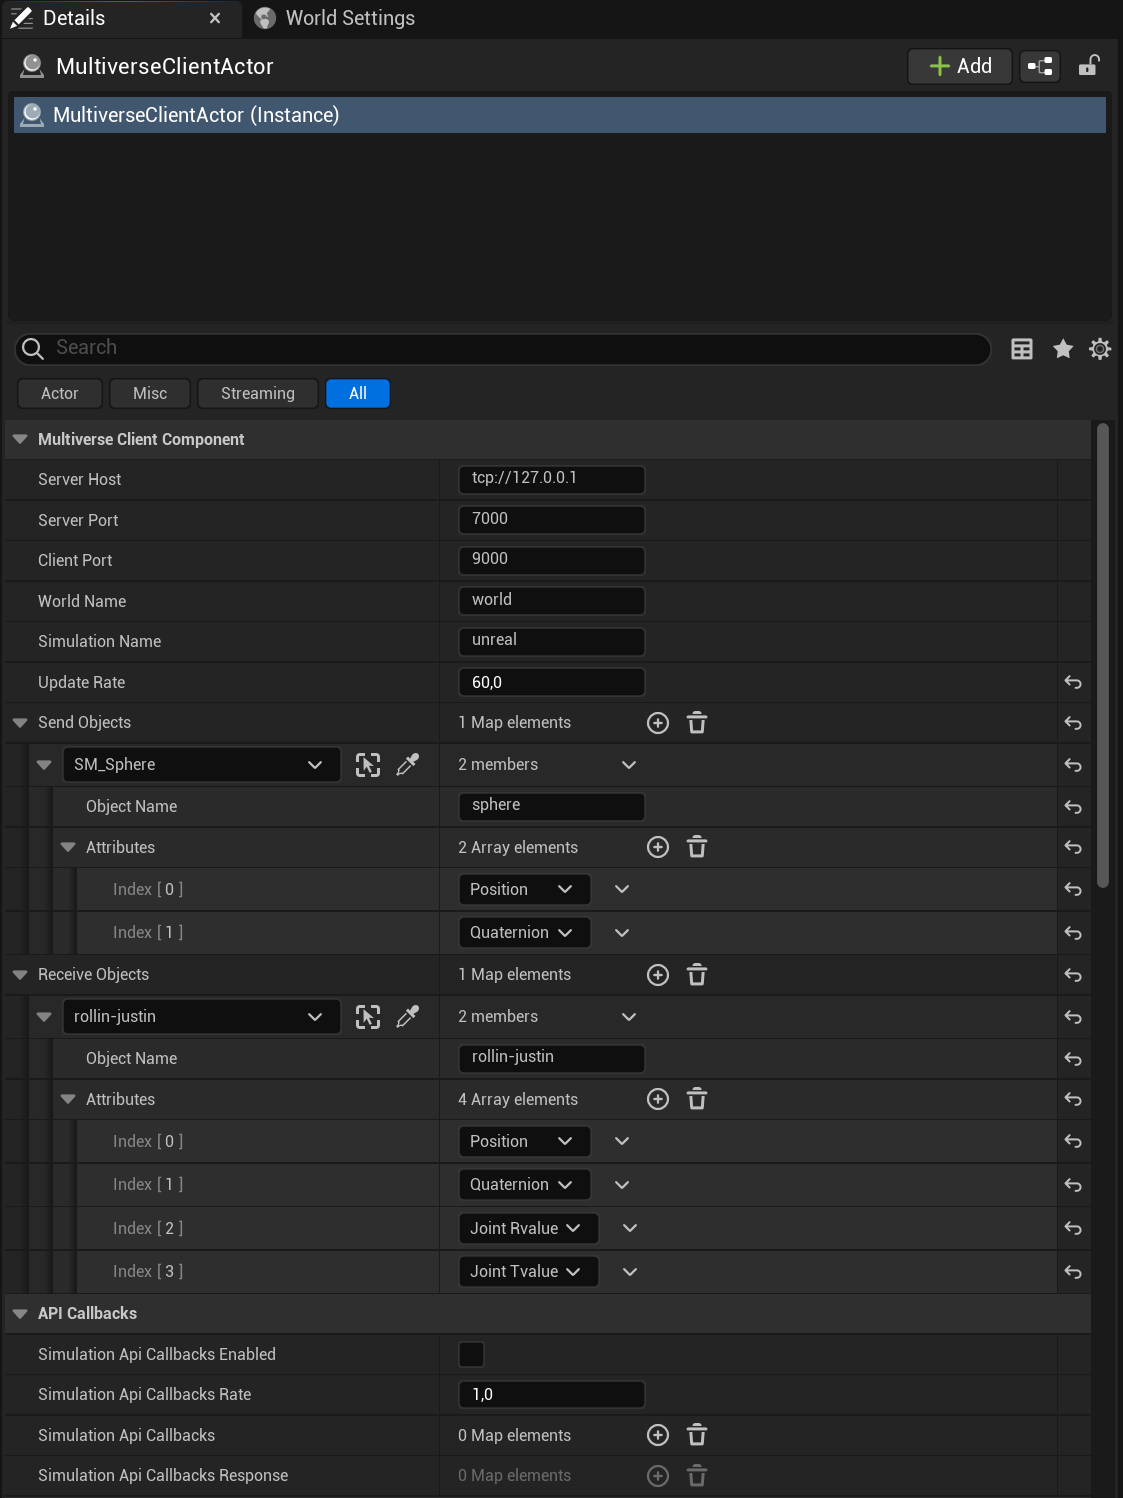 Details
World Settings
MultiverseClientActor
Add
MultiverseClientActor (Instance)
Search
Actor Misc Streaming All
Multiverse Client Component
Server Host tcp://127.0.0.1
Server Port 7000
Client Port 9000
World Name world
Simulation Name unreal
Update Rate 60,0
Send Objects 1 Map elements
SM_Sphere 2 members
Object Name sphere
Attributes 2 Array elements
Index [ 0 ] Position
Index [ 1 ] Quaternion
Receive Objects 1 Map elements
rollin-justin 2 members
Object Name rollin-justin
Attributes 4 Array elements
Index [ 0 ] Position
Index [ 1 ] Quaternion
Index [ 2 ] Joint Rvalue
Index [ 3 ] Joint Tvalue
API Callbacks
Simulation Api Callbacks Enabled
Simulation Api Callbacks Rate 1,0
Simulation Api Callbacks 0 Map elements
Simulation Api Callbacks Response 0 Map elements